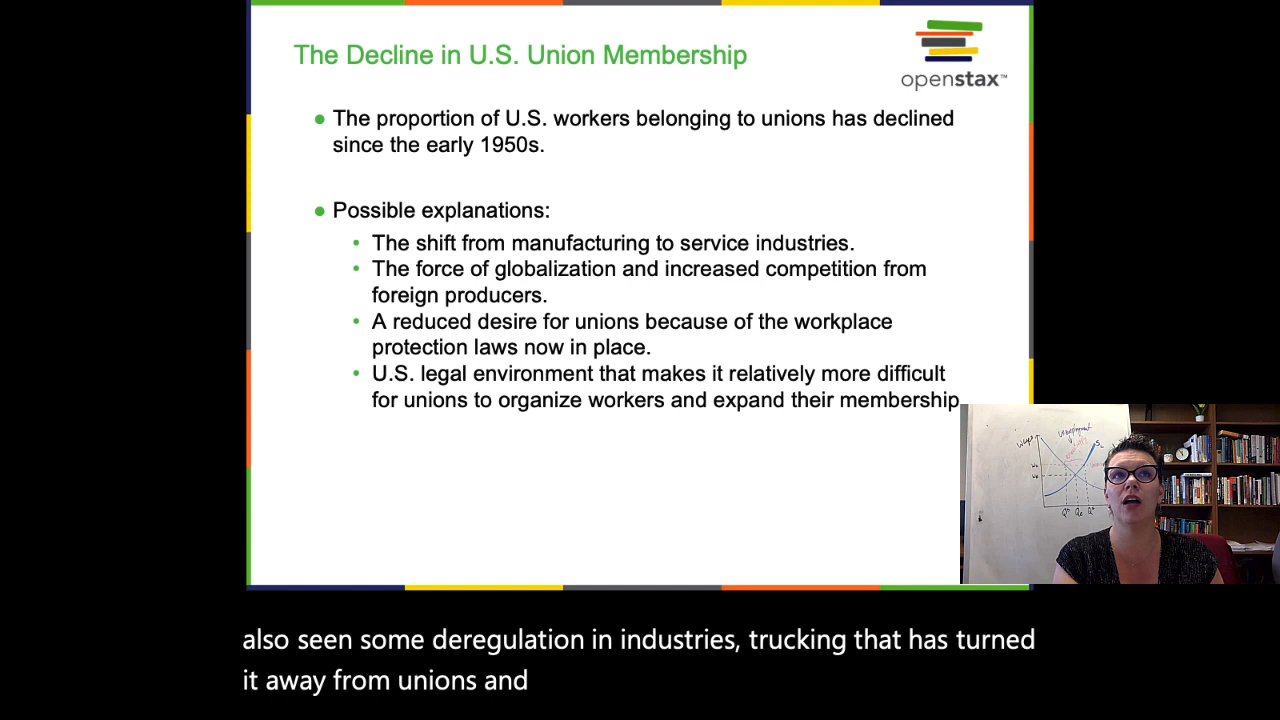 The Decline in U.S. Union Membership
openstax™
● The proportion of U.S. workers belonging to unions has declined
since the early 1950s.
● Possible explanations:
• The shift from manufacturing to service industries.
• The force of globalization and increased competition from
foreign producers.
• A reduced desire for unions because of the workplace
protection laws now in place.
• U.S. legal environment that makes it relatively more difficult
for unions to organize workers and expand their membership
unemployment
also seen some deregulation in industries, trucking that has turned
it away from unions and